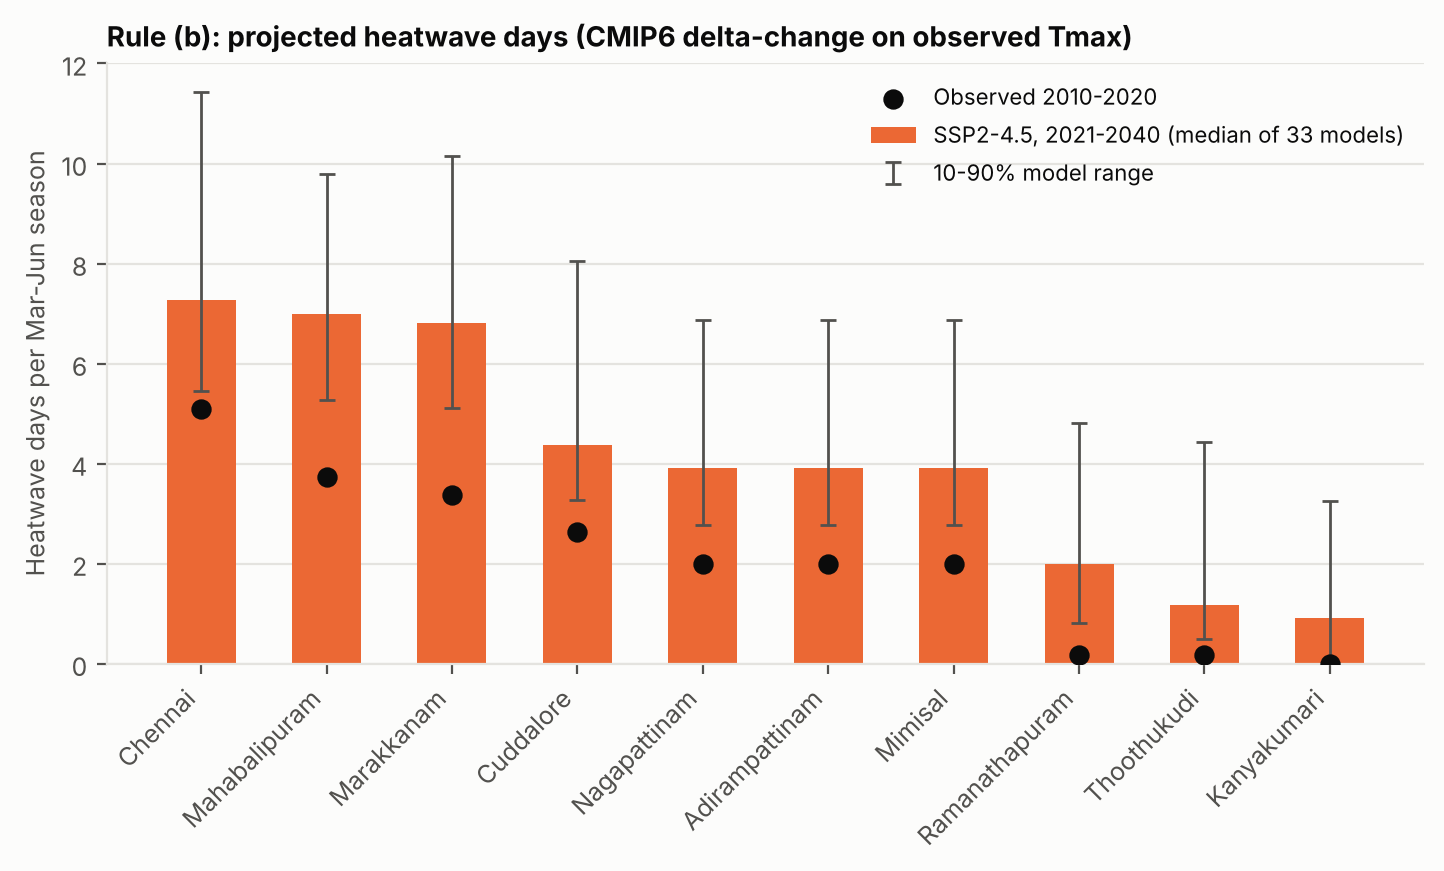 Rule (b): projected heatwave days (CMIP6 delta-change on observed Tmax)
Heatwave days per Mar-Jun season
12
10
8
6
4
2
0
Observed 2010-2020
SSP2-4.5, 2021-2040 (median of 33 models)
10-90% model range
Chennai
Mahabalipuram
Marakkanam
Cuddalore
Nagapattinam
Adirampattinam
Mimisal
Ramanathapuram
Thoothukudi
Kanyakumari